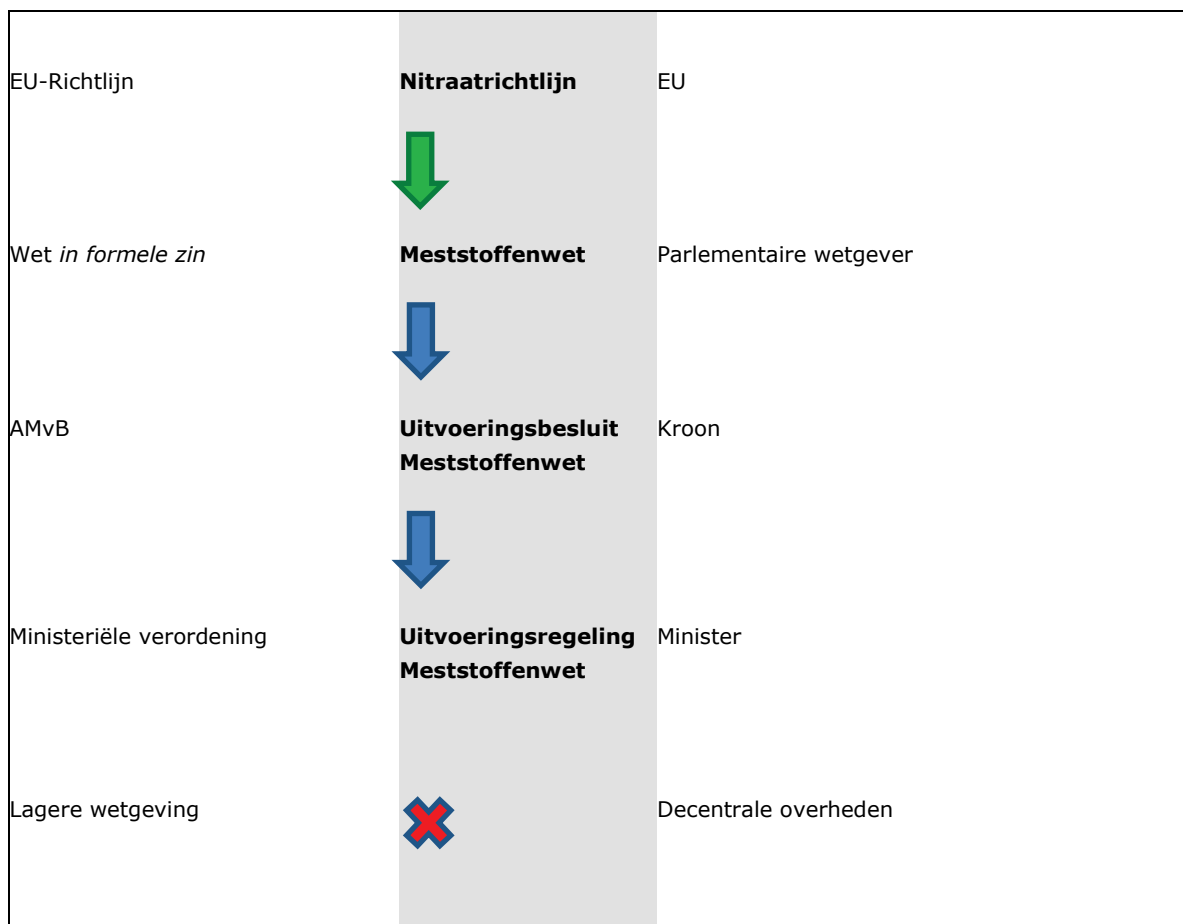 EU-Richtlijn Nitraatrichtlijn EU
Wet in formele zin Meststoffenwet Parlementaire wetgever
AMvB Uitvoeringsbesluit Kroon
Meststoffenwet
Ministeriële verordening Uitvoeringsregeling Minister
Meststoffenwet
Lagere wetgeving Decentrale overheden